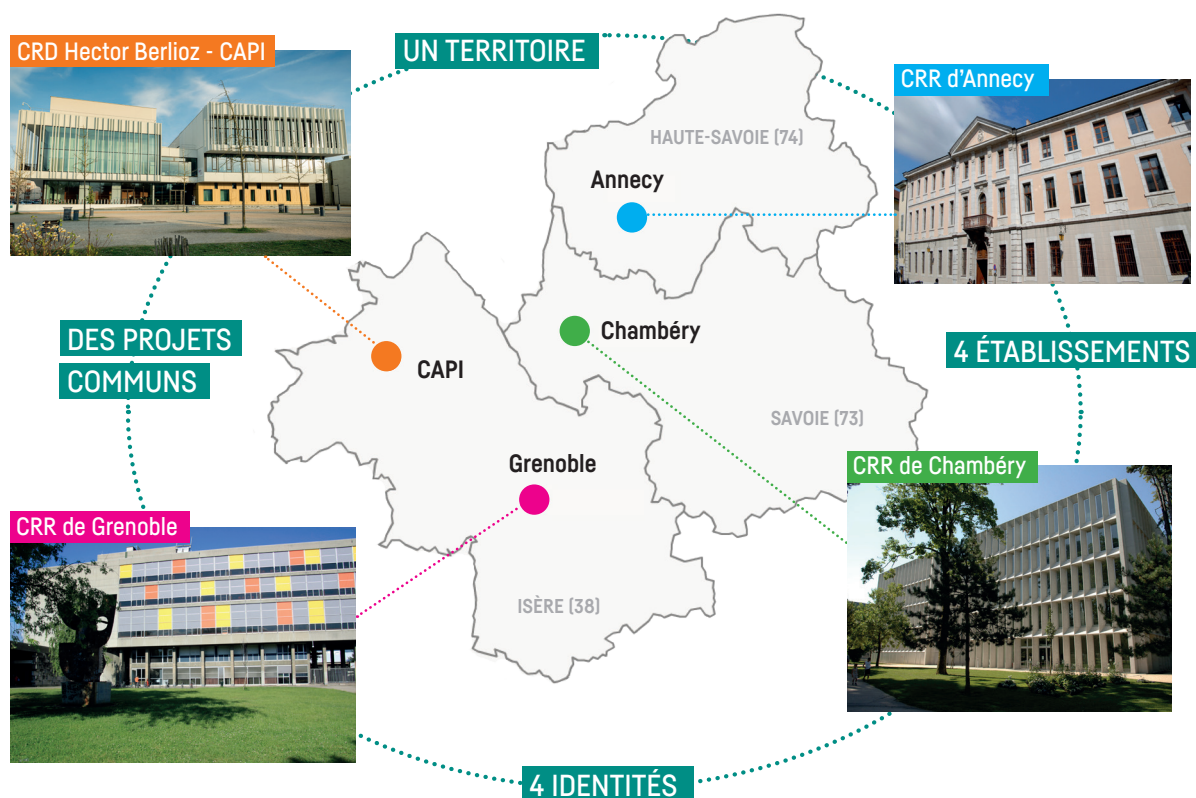 CRD Hector Berlioz - CAPI
UN TERRITOIRE
CRR d'Annecy
HAUTE-SAVOIE (74)
Annecy
DES PROJETS
COMMUNS
Chambéry
4 ÉTABLISSEMENTS
CAPI
SAVOIE (73)
Grenoble
CRR de Chambéry
CRR de Grenoble
ISÈRE (38)
4 IDENTITÉS